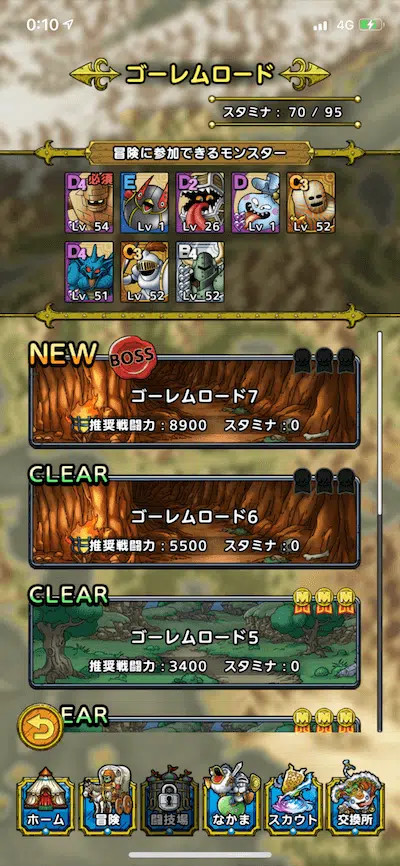 0:10
4G
ゴーレムロード
スタミナ: 70 / 95
冒険に参加できるモンスター
D4 必須 Lv 54
E Lv 1
D2 Lv 26
D Lv 1
C3 Lv 52
D4 Lv 51
C3 Lv 52
B4 Lv 52
NEW BOSS
ゴーレムロード7
推奨戦闘力:8900 スタミナ:0
CLEAR
ゴーレムロード6
推奨戦闘力:5500 スタミナ:0
CLEAR
M M M
ゴーレムロード5
推奨戦闘力:3400 スタミナ:0
EAR
M M M
ホーム 冒険 闘技場 なかま スカウト 交換所